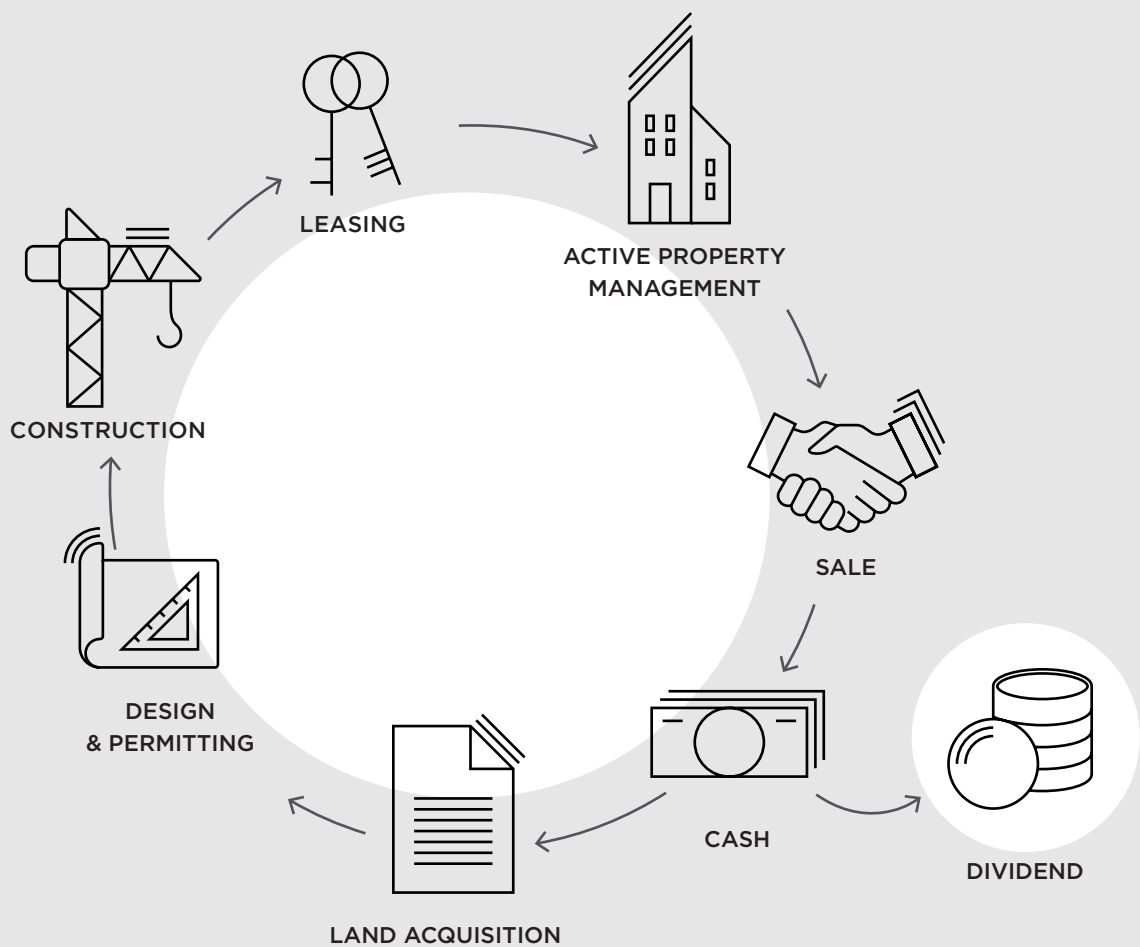 LEASING
ACTIVE PROPERTY
MANAGEMENT
CONSTRUCTION
SALE
DESIGN
& PERMITTING
CASH
DIVIDEND
LAND ACQUISITION